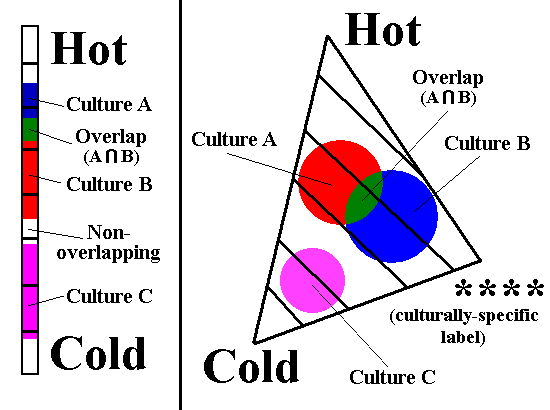 Hot
Culture A
Overlap
(A∩B)
Culture B
Non-
overlapping
Culture C
Cold
Hot
Overlap
(A∩B)
Culture A
Culture B
****
(culturally-specific
label)
Cold
Culture C